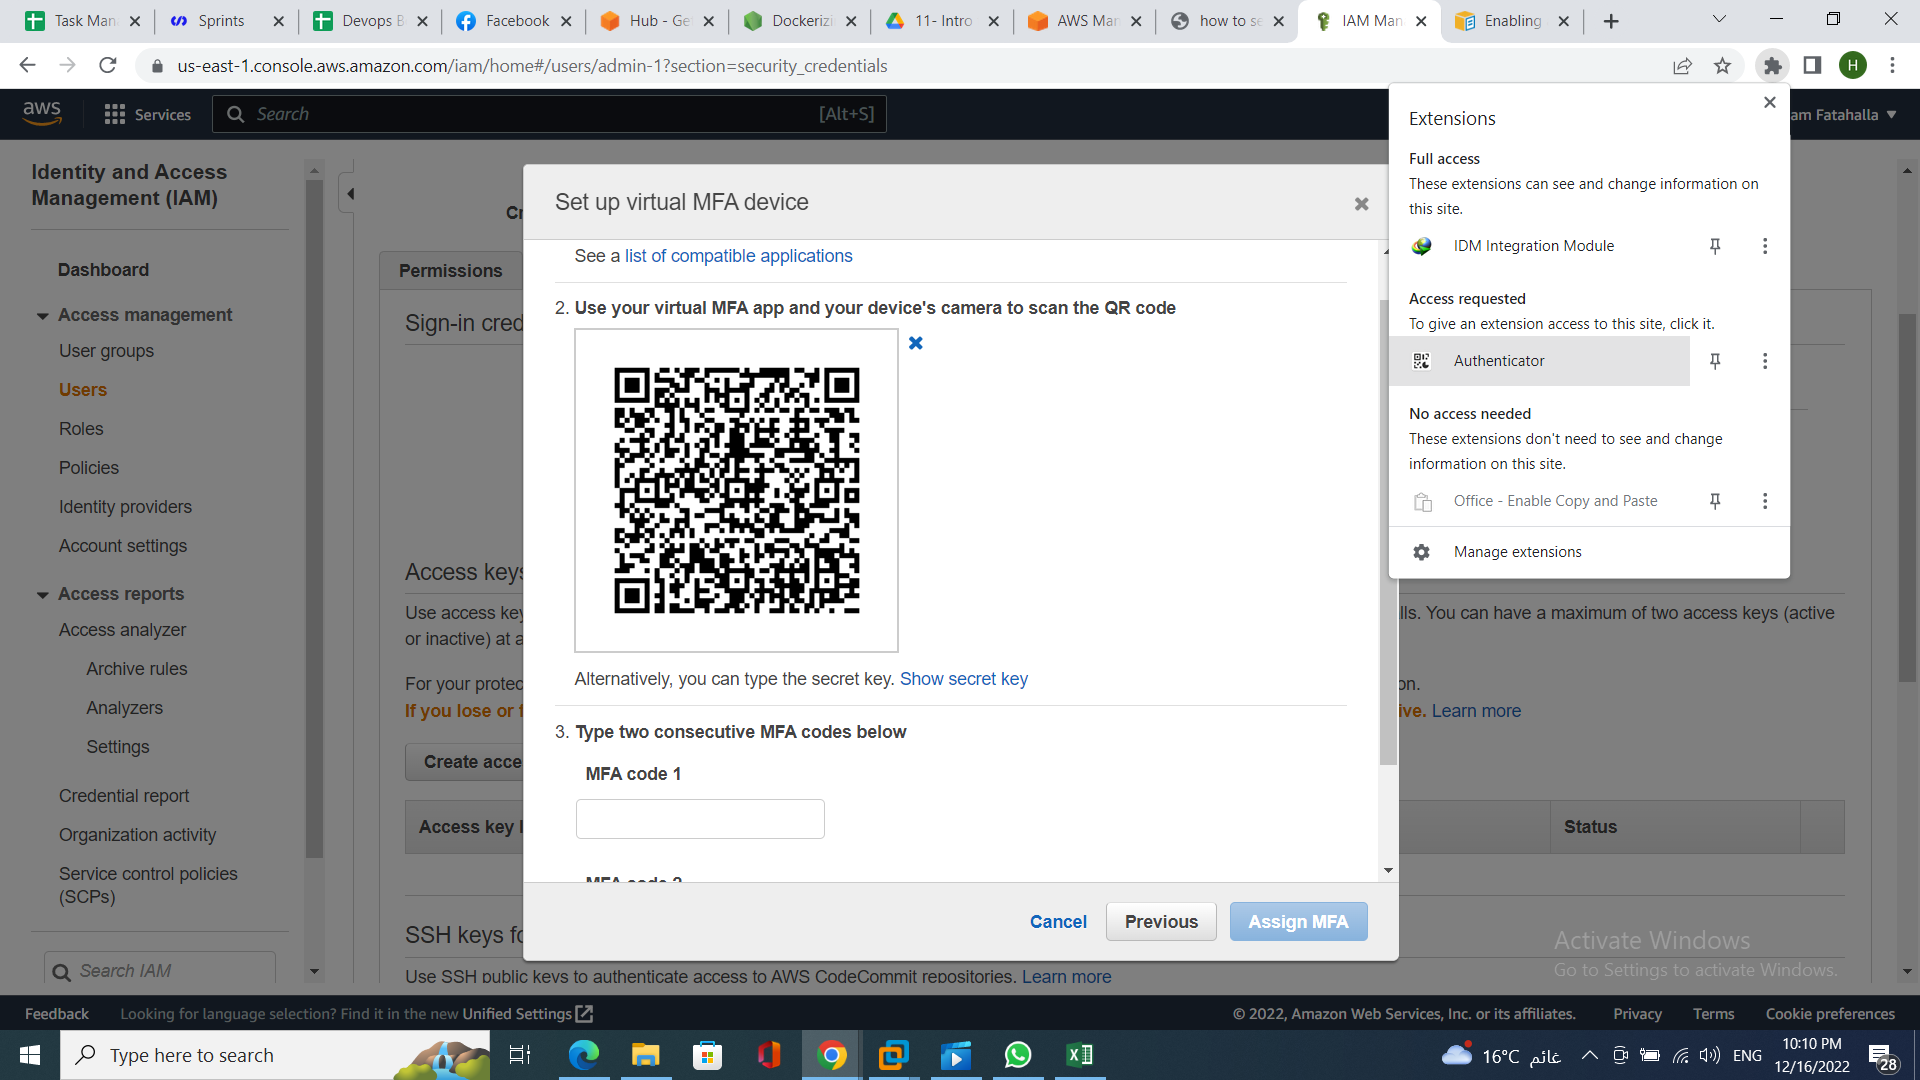 Task Man
Sprints
Devops B
Facebook
Hub - Ge
Dockerizi
11- Intro
AWS Man
how to se
IAM Man
Enabling
us-east-1.console.aws.amazon.com/iam/home#/users/admin-1?section=security_credentials
H
aws
Services
Search
[Alt+S]
am Fatahalla
Identity and Access
Management (IAM)
Dashboard
Access management
User groups
Users
Roles
Policies
Identity providers
Account settings
Access reports
Access analyzer
Archive rules
Analyzers
Settings
Credential report
Organization activity
Service control policies
(SCPs)
Search IAM
Permissions
Sign-in cred
Access keys
Use access key
lls. You can have a maximum of two access keys (active
or inactive) at a
For your protec
on.
If you lose or f
ive. Learn more
Create acce
Access key I
Status
SSH keys fo
Use SSH public keys to authenticate access to AWS CodeCommit repositories. Learn more
Set up virtual MFA device
See a list of compatible applications
2. Use your virtual MFA app and your device's camera to scan the QR code
Alternatively, you can type the secret key. Show secret key
3. Type two consecutive MFA codes below
MFA code 1
MFA code 2
Cancel
Previous
Assign MFA
Extensions
Full access
These extensions can see and change information on
this site.
IDM Integration Module
Access requested
To give an extension access to this site, click it.
Authenticator
No access needed
These extensions don't need to see and change
information on this site.
Office - Enable Copy and Paste
Manage extensions
Activate Windows
Go to Settings to activate Windows.
Feedback
Looking for language selection? Find it in the new Unified Settings
© 2022, Amazon Web Services, Inc. or its affiliates.
Privacy
Terms
Cookie preferences
Type here to search
16°C غائم
ENG
10:10 PM
12/16/2022
28